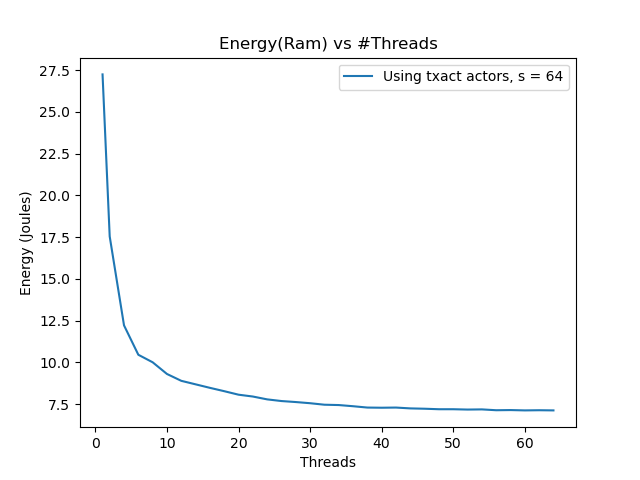 Energy(Ram) vs #Threads
Using txact actors, s = 64
27.5
25.0
22.5
20.0
17.5
15.0
12.5
10.0
7.5
Energy (Joules)
0 10 20 30 40 50 60
Threads